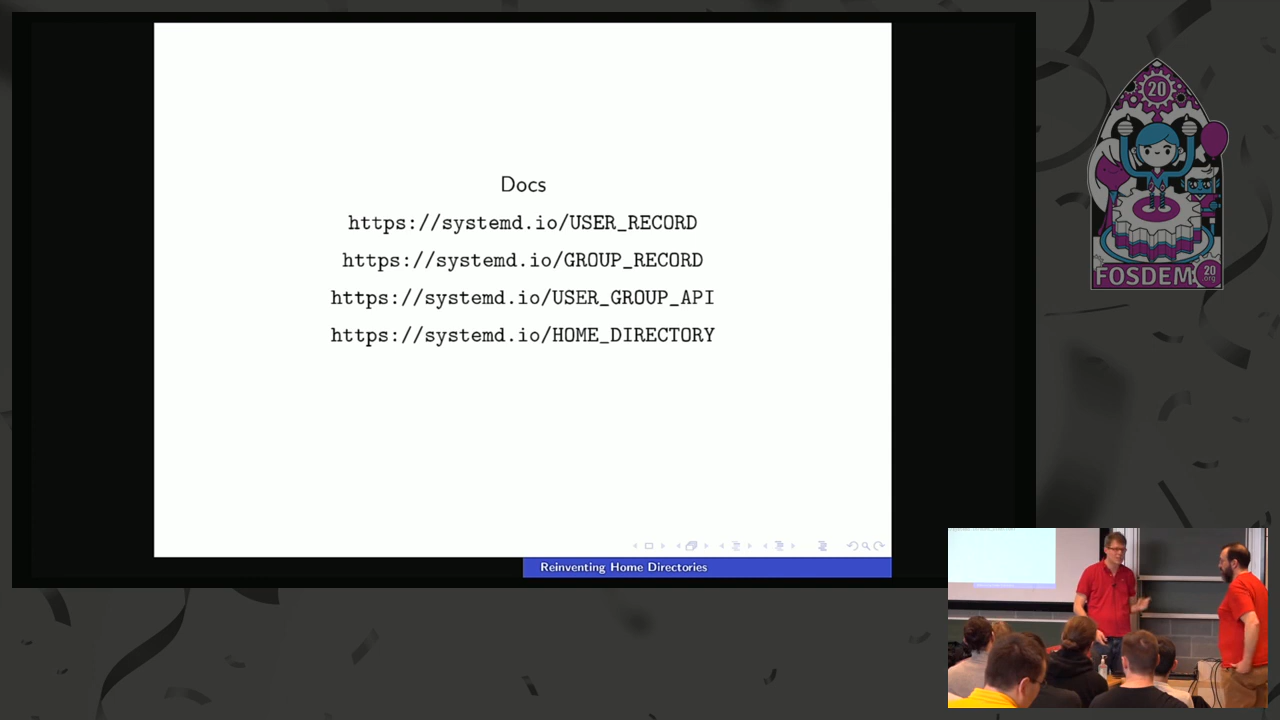 Docs
https://systemd.io/USER_RECORD
https://systemd.io/GROUP_RECORD
https://systemd.io/USER_GROUP_API
https://systemd.io/HOME_DIRECTORY
Reinventing Home Directories
20
FOSDEM
20
.org